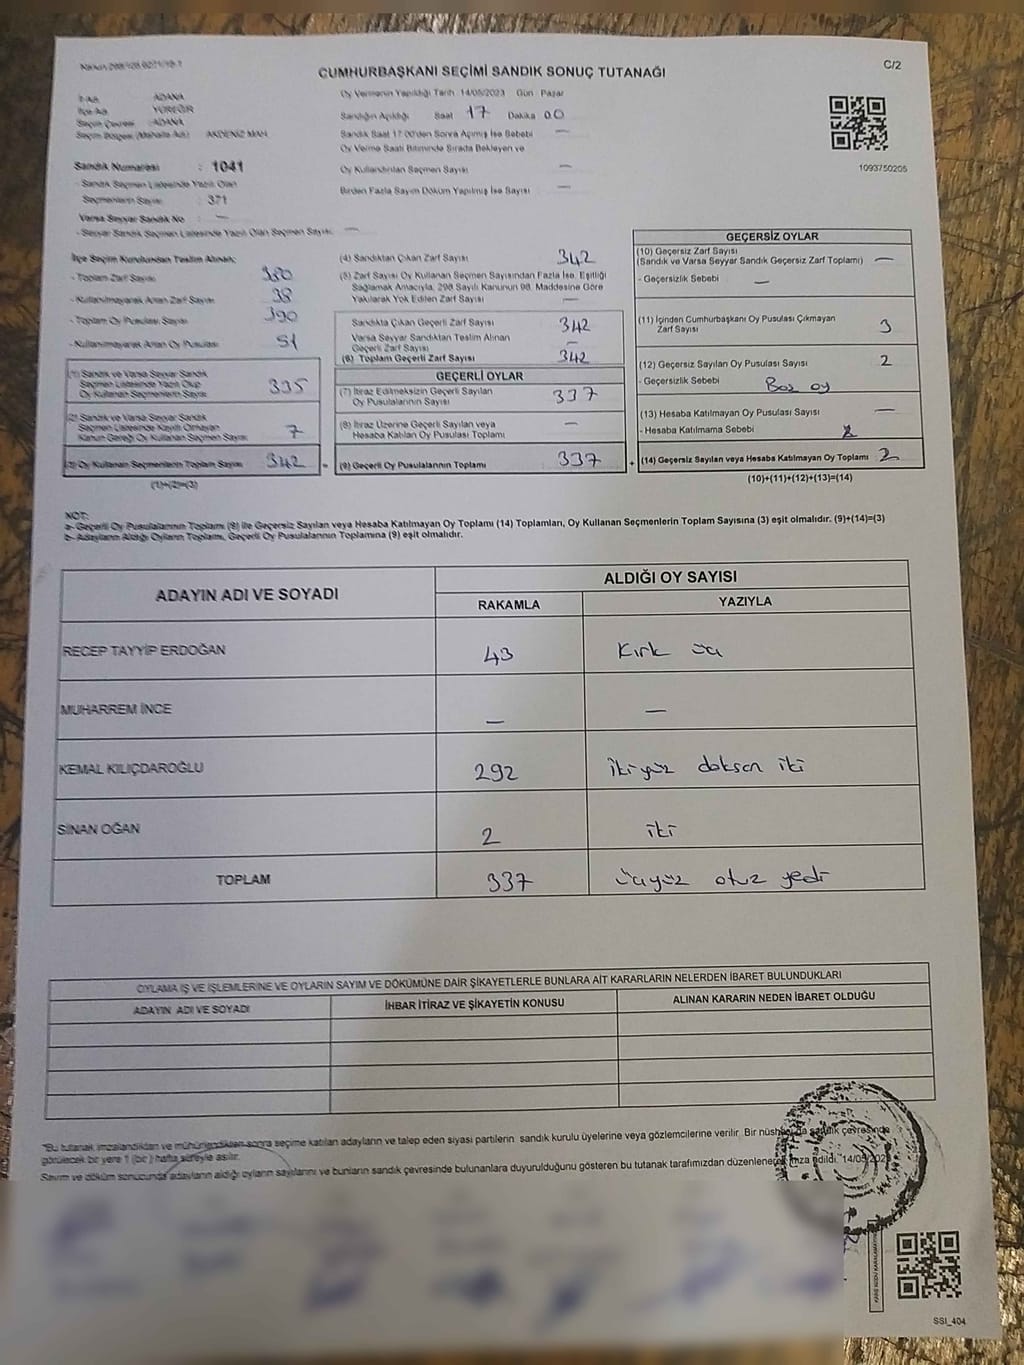 CUMHURBAŞKANI SEÇİMİ SANDIK SONUÇ TUTANAĞI
C/2
İl Adı ADANA
İlçe Adı YÜREĞİR
Seçim Çevresi ADANA
Seçim Bölgesi (Mahalle Adı) AKDENİZ MAH.
Sandık Numarası : 1041
- Sandık Seçmen Listesinde Yazılı Olan
Seçmenlerin Sayısı : 371
Varsa Seyyar Sandık No : —
- Seyyar Sandık Seçmen Listesinde Yazılı Olan Seçmen Sayısı : —
Oy Vermenin Yapıldığı Tarih: 14/05/2023 Gün : Pazar
Sandığın Açıldığı Saat 17 Dakika 00
Sandık Saat 17.00'den Sonra Açılmış İse Sebebi —
Oy Verme Saati Bitiminde Sırada Bekleyen ve
Oy Kullandırılan Seçmen Sayısı —
Birden Fazla Sayım Döküm Yapılmış İse Sayısı —
1093750205
İlçe Seçim Kurulundan Teslim Alınan;
- Toplam Zarf Sayısı 380
- Kullanılmayarak Artan Zarf Sayısı 38
- Toplam Oy Pusulası Sayısı 390
- Kullanılmayarak Artan Oy Pusulası 51
(1) Sandık ve Varsa Seyyar Sandık
Seçmen Listesinde Yazılı Olup
Oy Kullanan Seçmenlerin Sayısı 335
(2) Sandık ve Varsa Seyyar Sandık
Seçmen Listesinde Kayıtlı Olmayan
Kanun Gereği Oy Kullanan Seçmen Sayısı 7
(3) Oy Kullanan Seçmenlerin Toplam Sayısı 342 =
(1)+(2)=(3)
(4) Sandıktan Çıkan Zarf Sayısı 342
(5) Zarf Sayısı Oy Kullanan Seçmen Sayısından Fazla İse, Eşitliği
Sağlamak Amacıyla, 298 Sayılı Kanunun 98. Maddesine Göre
Yakılarak Yok Edilen Zarf Sayısı —
Sandıkta Çıkan Geçerli Zarf Sayısı 342
Varsa Seyyar Sandıktan Teslim Alınan
Geçerli Zarf Sayısı —
(6) Toplam Geçerli Zarf Sayısı 342
GEÇERLİ OYLAR
(7) İtiraz Edilmeksizin Geçerli Sayılan
Oy Pusulalarının Sayısı 337
(8) İtiraz Üzerine Geçerli Sayılan veya
Hesaba Katılan Oy Pusulası Toplamı —
(9) Geçerli Oy Pusulalarının Toplamı 337 +
GEÇERSİZ OYLAR
(10) Geçersiz Zarf Sayısı
(Sandık ve Varsa Seyyar Sandık Geçersiz Zarf Toplamı) —
- Geçersizlik Sebebi —
(11) İçinden Cumhurbaşkanı Oy Pusulası Çıkmayan
Zarf Sayısı 3
(12) Geçersiz Sayılan Oy Pusulası Sayısı 2
- Geçersizlik Sebebi Boş oy
(13) Hesaba Katılmayan Oy Pusulası Sayısı —
- Hesaba Katılmama Sebebi
(14) Geçersiz Sayılan veya Hesaba Katılmayan Oy Toplamı 2
(10)+(11)+(12)+(13)=(14)
NOT:
a- Geçerli Oy Pusulalarının Toplamı (9) ile Geçersiz Sayılan veya Hesaba Katılmayan Oy Toplamı (14) Toplamları, Oy Kullanan Seçmenlerin Toplam Sayısına (3) eşit olmalıdır. (9)+(14)=(3)
b- Adayların Aldığı Oyların Toplamı, Geçerli Oy Pusulalarının Toplamına (9) eşit olmalıdır.
ADAYIN ADI VE SOYADI
ALDIĞI OY SAYISI
RAKAMLA YAZIYLA
RECEP TAYYİP ERDOĞAN 43 Kırk üç
MUHARREM İNCE — —
KEMAL KILIÇDAROĞLU 292 ikiyüz doksan iki
SİNAN OĞAN 2 iki
TOPLAM 337 üçyüz otuz yedi
OYLAMA İŞ VE İŞLEMLERİNE VE OYLARIN SAYIM VE DÖKÜMÜNE DAİR ŞİKAYETLERLE BUNLARA AİT KARARLARIN NELERDEN İBARET BULUNDUKLARI
ADAYIN ADI VE SOYADI İHBAR İTİRAZ VE ŞİKAYETİN KONUSU ALINAN KARARIN NEDEN İBARET OLDUĞU
"Bu tutanak imzalandıktan ve mühürlendikten sonra seçime katılan adayların ve talep eden siyasi partilerin sandık kurulu üyelerine veya gözlemcilerine verilir. Bir nüshası da sandık çevresinde
görülecek bir yere 1 (bir) hafta süreyle asılır.
Sayım ve döküm sonucunda adayların aldığı oyların sayılarını ve bunların sandık çevresinde bulunanlara duyurulduğunu gösteren bu tutanak tarafımızdan düzenlenerek imza edildi. 14/05/2023
SSI_404